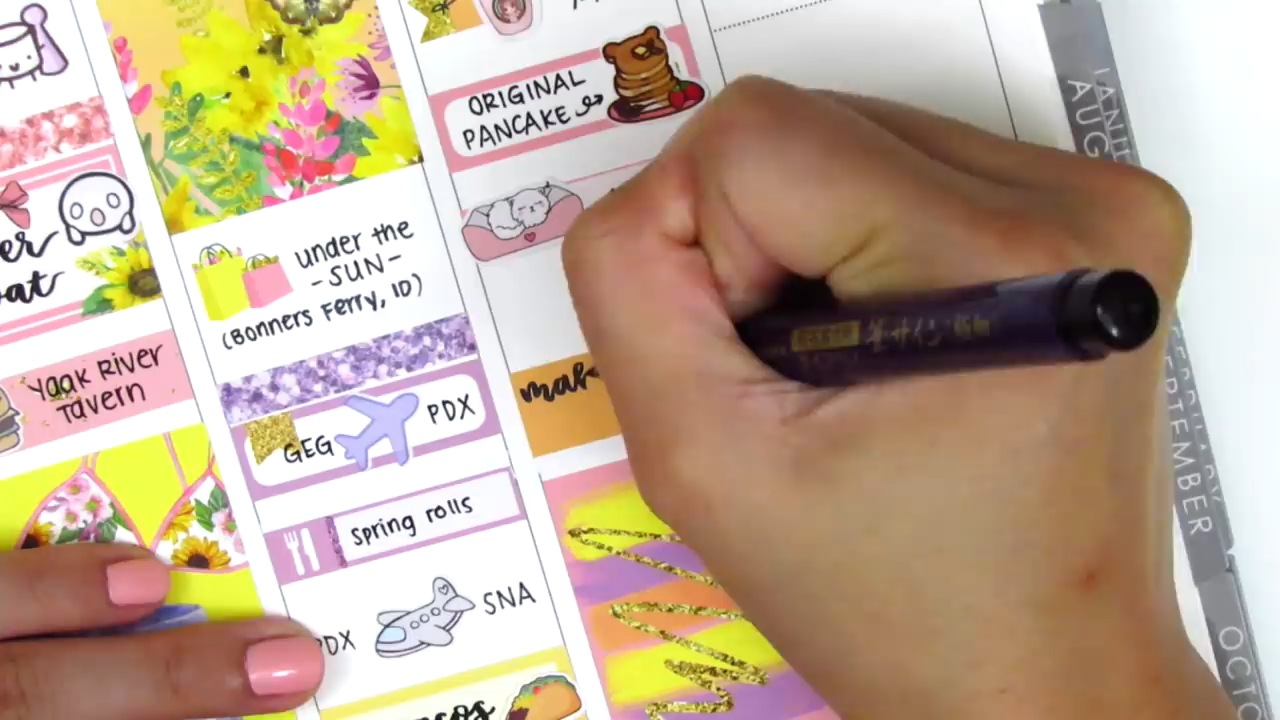 ORIGINAL
PANCAKE
under the
-SUN-
(Bonners Ferry, ID)
Yaak River
Tavern
GEG
PDX
spring rolls
PDX
SNA
AUG
SEPTEMBER
OCTO